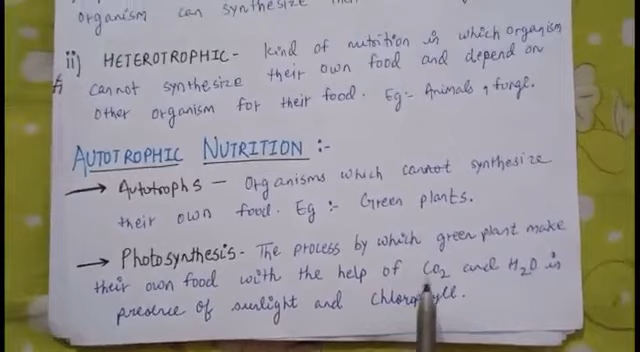 organism can synthesize their
ii) HETEROTROPHIC - kind of nutrition in which organism
cannot synthesize their own food and depend on
other organism for their food. Eg:- Animals, fungi.
AUTOTROPHIC NUTRITION :-
→ Autotrophs - Organisms which cannot synthesize
their own food. Eg :- Green plants.
→ Photosynthesis - The process by which green plant make
their own food with the help of CO2 and H2O in
presence of sunlight and chlorophyll.